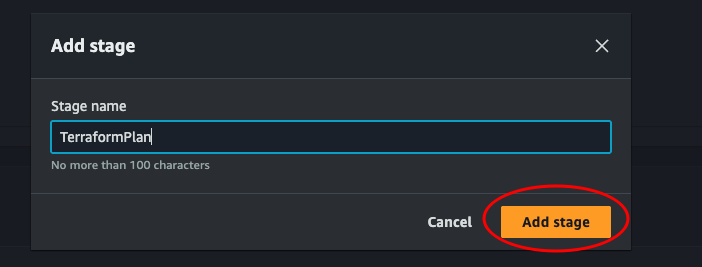 Add stage
Stage name
TerraformPlan
No more than 100 characters
Cancel Add stage